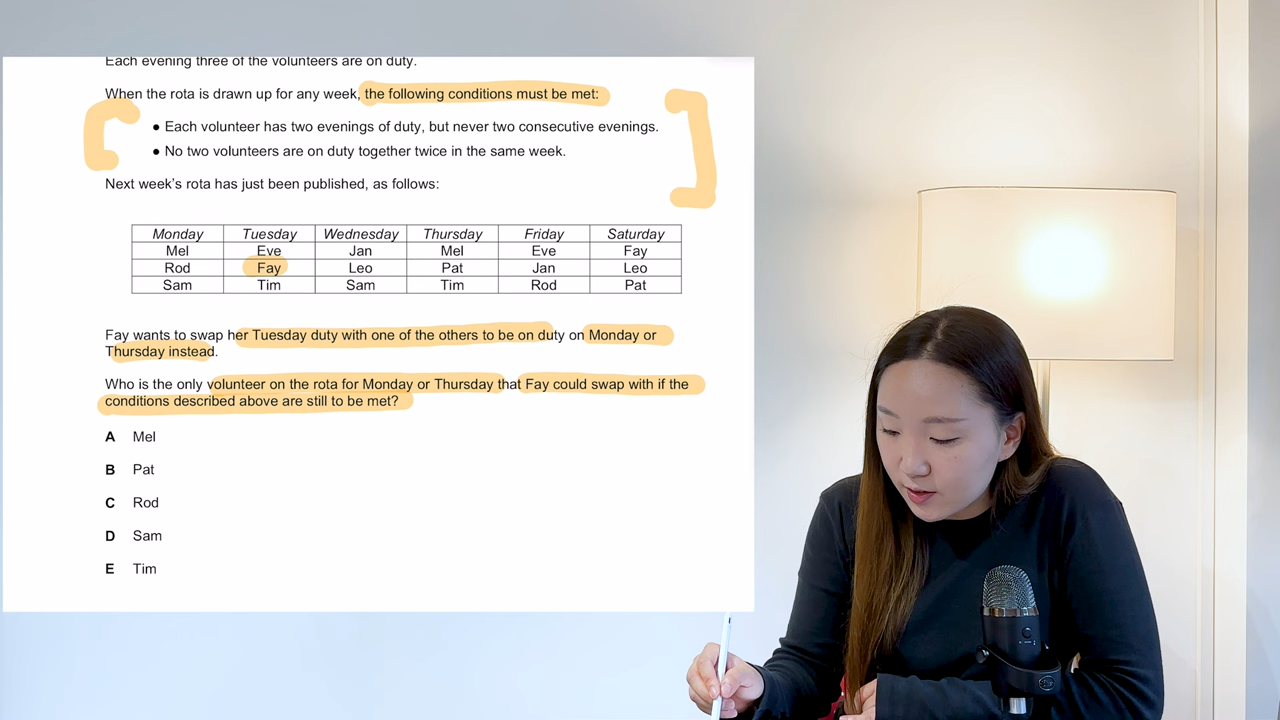 Each evening three of the volunteers are on duty.
When the rota is drawn up for any week, the following conditions must be met:
● Each volunteer has two evenings of duty, but never two consecutive evenings.
● No two volunteers are on duty together twice in the same week.
Next week's rota has just been published, as follows:
Monday Tuesday Wednesday Thursday Friday Saturday
Mel Eve Jan Mel Eve Fay
Rod Fay Leo Pat Jan Leo
Sam Tim Sam Tim Rod Pat
Fay wants to swap her Tuesday duty with one of the others to be on duty on Monday or
Thursday instead.
Who is the only volunteer on the rota for Monday or Thursday that Fay could swap with if the
conditions described above are still to be met?
A Mel
B Pat
C Rod
D Sam
E Tim